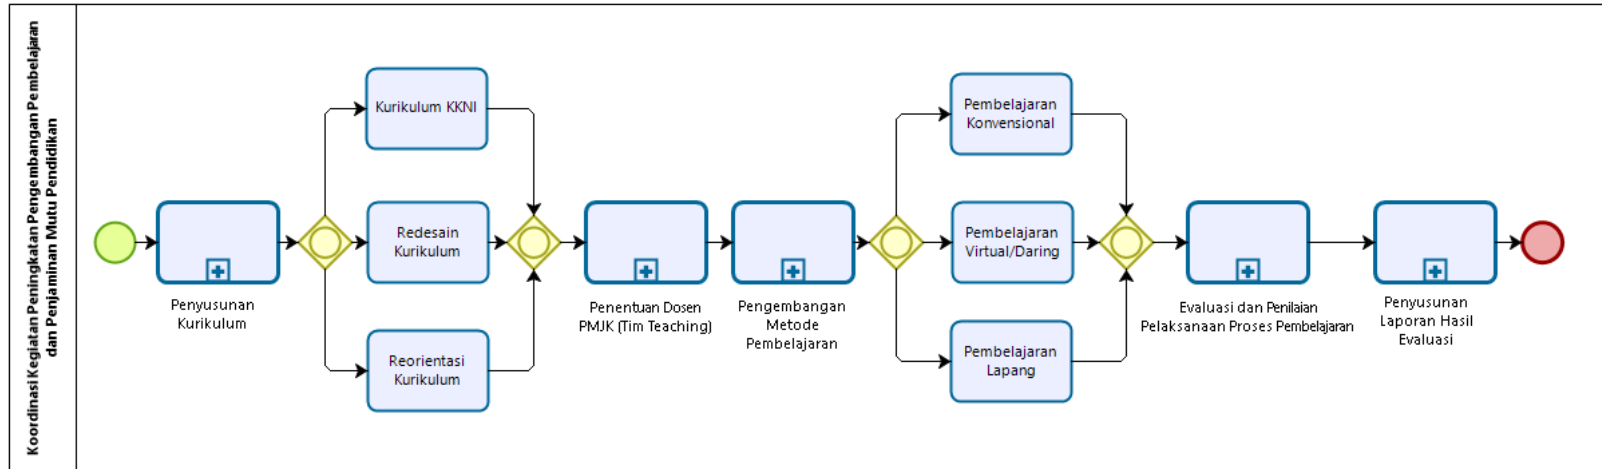 Koordinasi Kegiatan Peningkatan Pengembangan Pembelajaran
dan Penjaminan Mutu Pendidikan
Penyusunan
Kurikulum
Kurikulum KKNI
Redesain
Kurikulum
Reorientasi
Kurikulum
Penentuan Dosen
PMJK (Tim Teaching)
Pengembangan
Metode
Pembelajaran
Pembelajaran
Konvensional
Pembelajaran
Virtual/Daring
Pembelajaran
Lapang
Evaluasi dan Penilaian
Pelaksanaan Proses Pembelajaran
Penyusunan
Laporan Hasil
Evaluasi